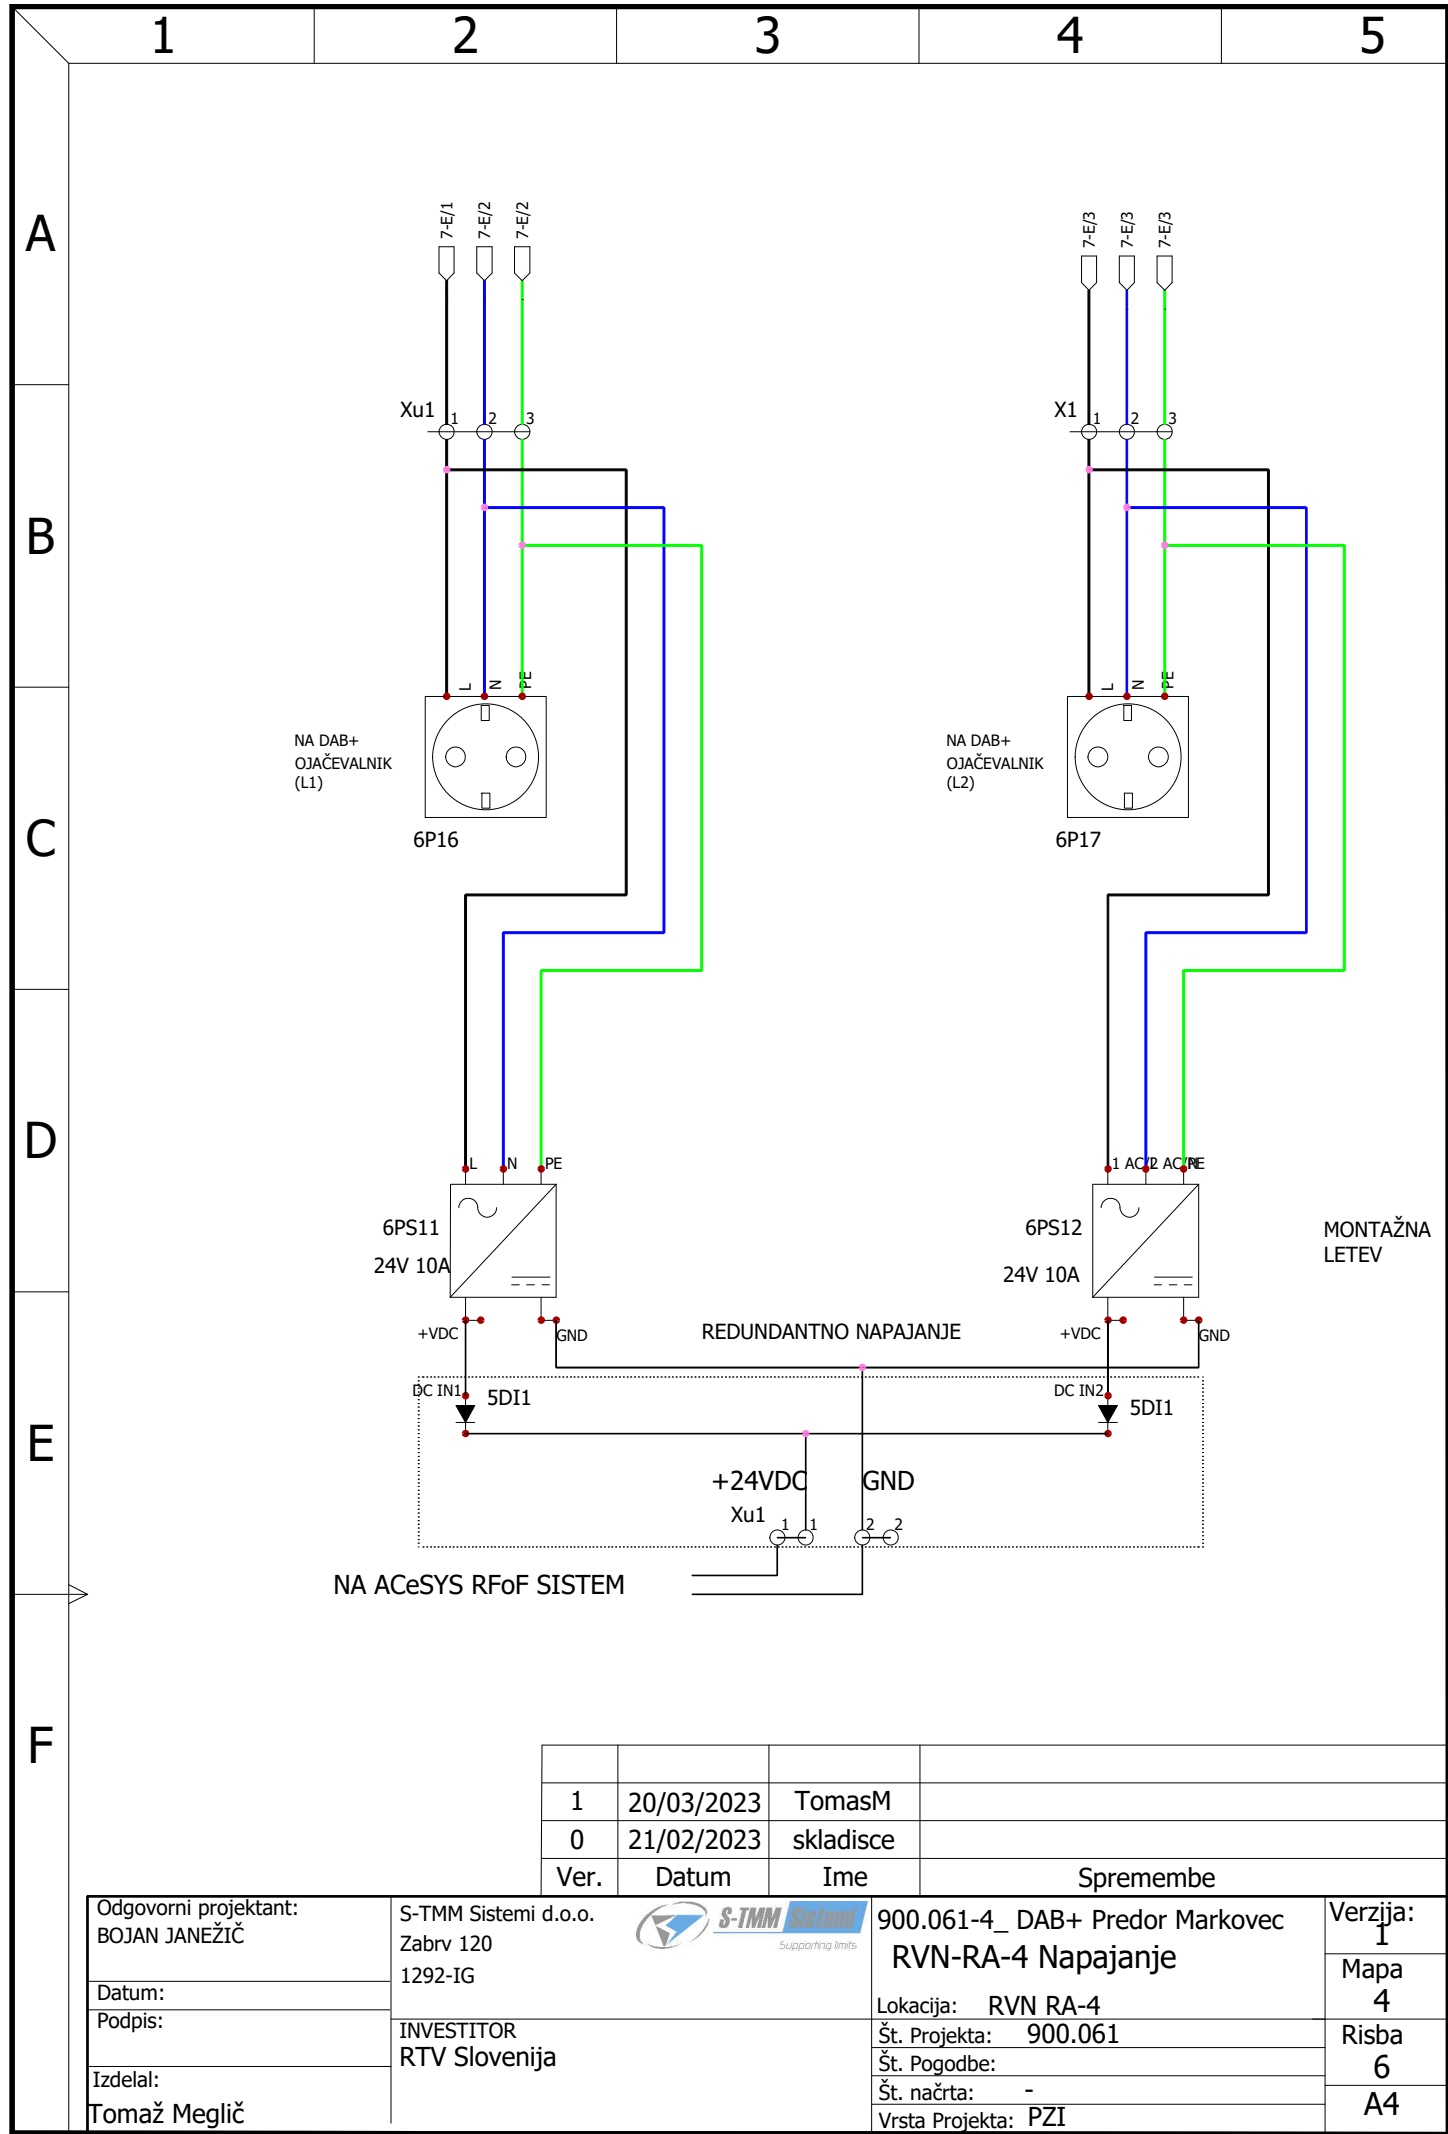 1 2 3 4 5
A
B
C
D
E
F
7-E/1 7-E/2 7-E/2
7-E/3 7-E/3 7-E/3
Xu1 1 2 3
X1 1 2 3
L N PE
L N PE
NA DAB+
OJAČEVALNIK
(L1)
6P16
NA DAB+
OJAČEVALNIK
(L2)
6P17
L N PE
1 AC/L 2 AC/N PE
6PS11
24V 10A
6PS12
24V 10A
MONTAŽNA
LETEV
+VDC GND
REDUNDANTNO NAPAJANJE
+VDC GND
DC IN1 5DI1
DC IN2 5DI1
+24VDC GND
Xu1 1 1 2 2
NA ACeSYS RFoF SISTEM
1 20/03/2023 TomasM
0 21/02/2023 skladisce
Ver. Datum Ime Spremembe
Odgovorni projektant:
BOJAN JANEŽIČ
Datum:
Podpis:
Izdelal:
Tomaž Meglič
S-TMM Sistemi d.o.o.
Zabrv 120
1292-IG
S-TMM Sistemi
Supporting limits
INVESTITOR
RTV Slovenija
900.061-4_ DAB+ Predor Markovec
RVN-RA-4 Napajanje
Lokacija: RVN RA-4
Št. Projekta: 900.061
Št. Pogodbe:
Št. načrta: -
Vrsta Projekta: PZI
Verzija:
1
Mapa
4
Risba
6
A4